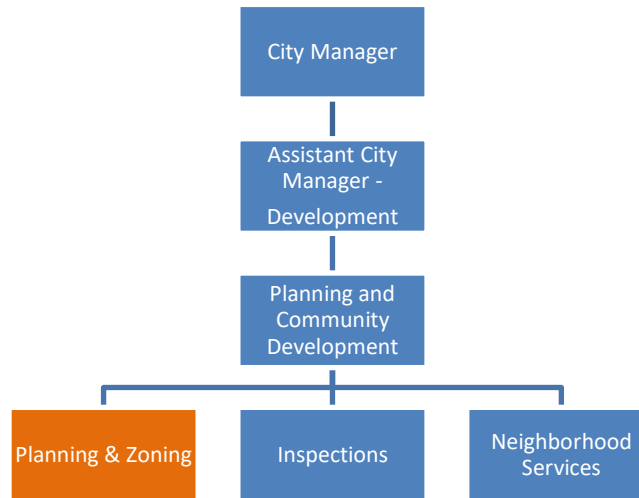 City Manager
Assistant City
Manager -
Development
Planning and
Community
Development
Planning & Zoning
Inspections
Neighborhood
Services